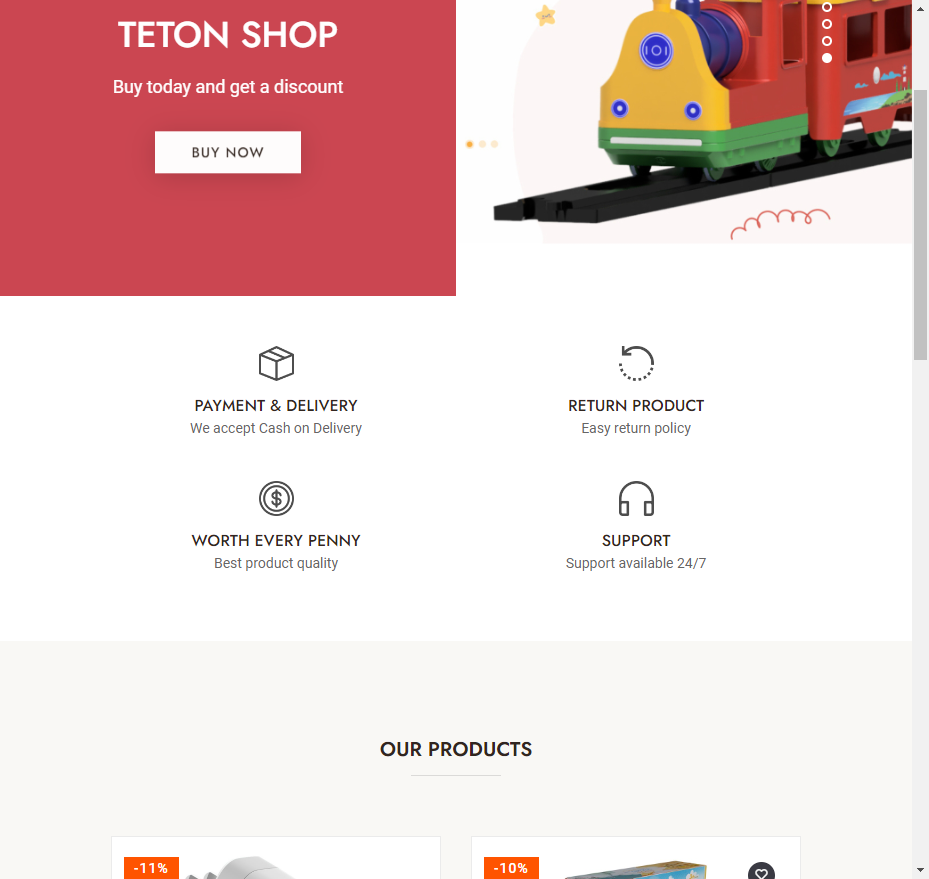 TETON SHOP
Buy today and get a discount
BUY NOW
PAYMENT & DELIVERY
We accept Cash on Delivery
RETURN PRODUCT
Easy return policy
WORTH EVERY PENNY
Best product quality
SUPPORT
Support available 24/7
OUR PRODUCTS
-11%
-10%